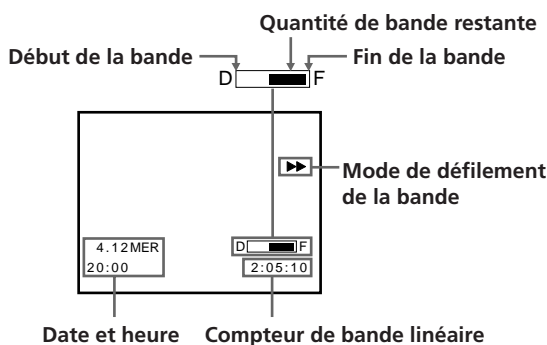 Quantité de bande restante
Début de la bande
Fin de la bande
D F
Mode de défilement
de la bande
4.12MER
20:00
D F
2:05:10
Date et heure
Compteur de bande linéaire